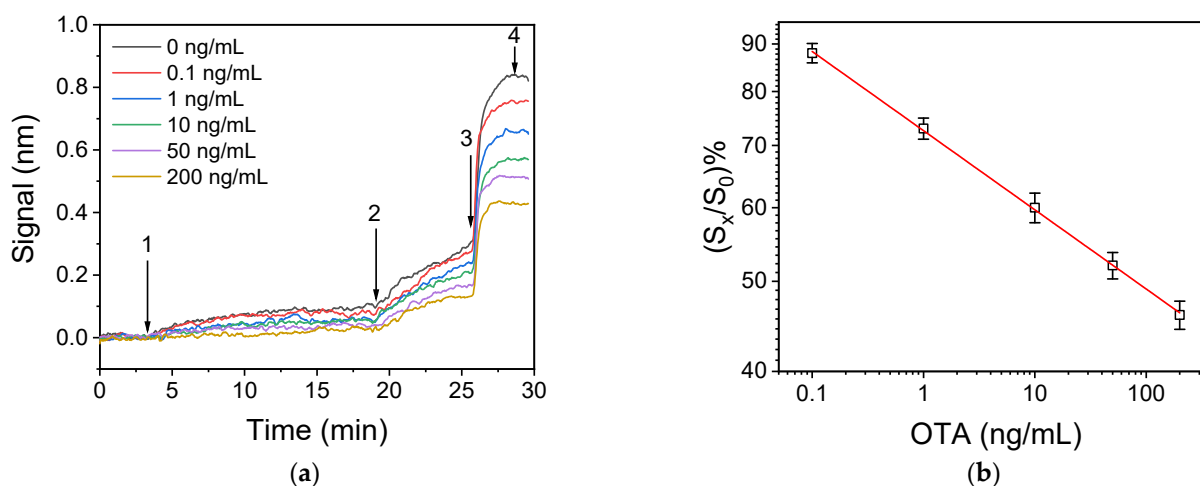 1.0
0.8
0.6
0.4
0.2
0.0
Signal (nm)
0 ng/mL
0.1 ng/mL
1 ng/mL
10 ng/mL
50 ng/mL
200 ng/mL
1
2
3
4
0 5 10 15 20 25 30
Time (min)
(a)
90
80
70
60
50
40
(Sx/S0)%
0.1 1 10 100
OTA (ng/mL)
(b)